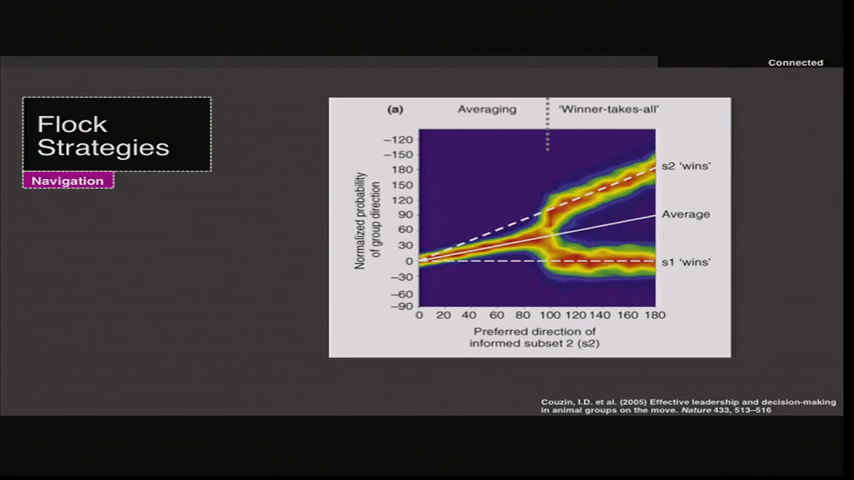 Connected
Flock
Strategies
Navigation
(a)
Averaging
'Winner-takes-all'
−120
−150
180
150
120
90
60
30
0
−30
−60
−90
Normalized probability
of group direction
s2 'wins'
Average
s1 'wins'
0 20 40 60 80 100 120 140 160 180
Preferred direction of
informed subset 2 (s2)
Couzin, I.D. et al. (2005) Effective leadership and decision-making
in animal groups on the move. Nature 433, 513–516